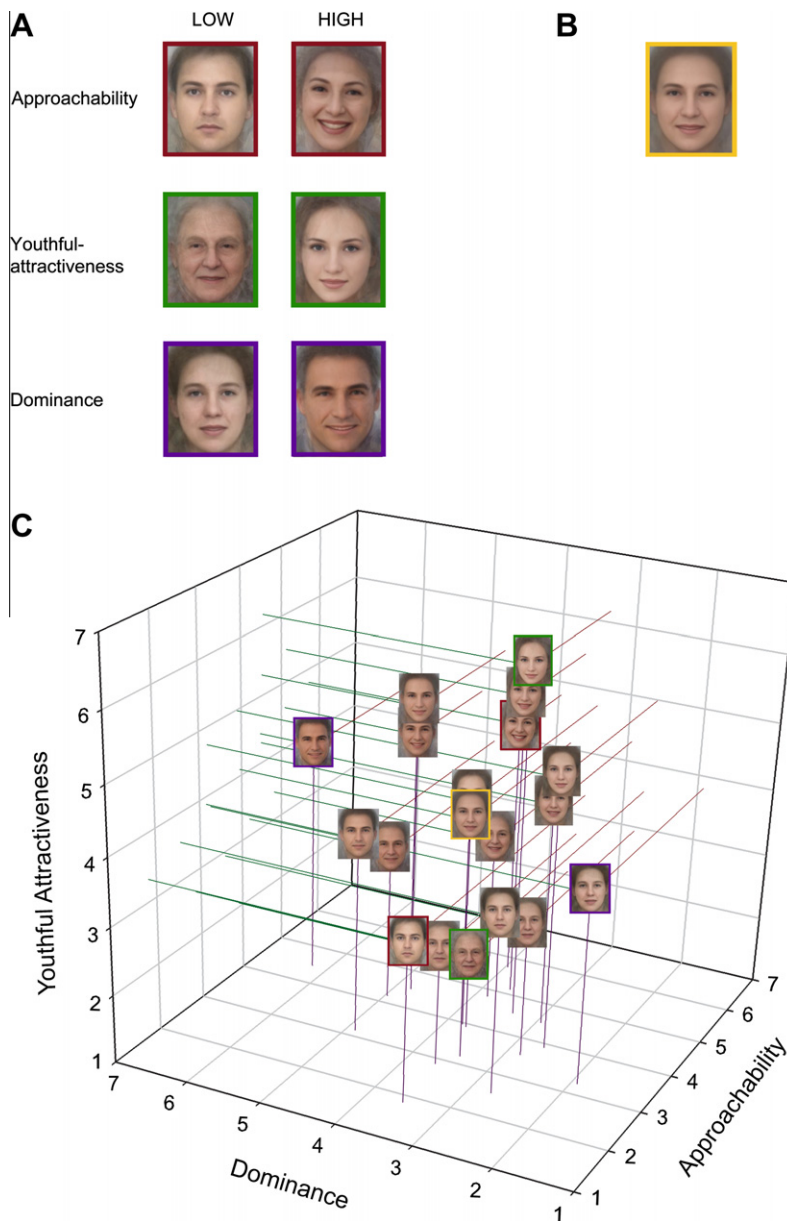 A
LOW HIGH
B
Approachability
Youthful-
attractiveness
Dominance
C
7
6
5
4
3
2
1
Youthful Attractiveness
7
6
5
4
3
2
1
Dominance
7
6
5
4
3
2
1
Approachability